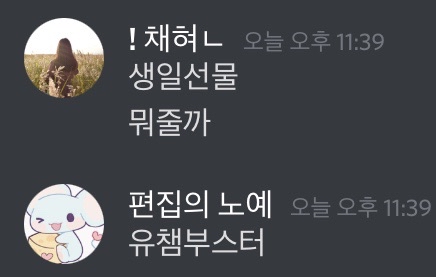 ! 채혀ㄴ 오늘 오후 11:39
생일선물
뭐줄까
편집의 노예 오늘 오후 11:39
유챔부스터